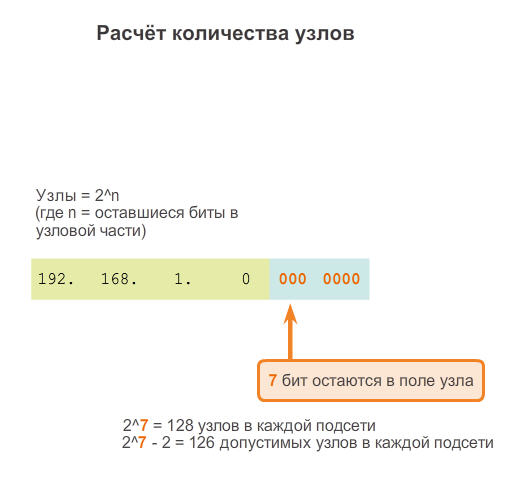 Расчёт количества узлов
Узлы = 2^n
(где n = оставшиеся биты в
узловой части)
192. 168. 1. 0 000 0000
7 бит остаются в поле узла
2^7 = 128 узлов в каждой подсети
2^7 - 2 = 126 допустимых узлов в каждой подсети